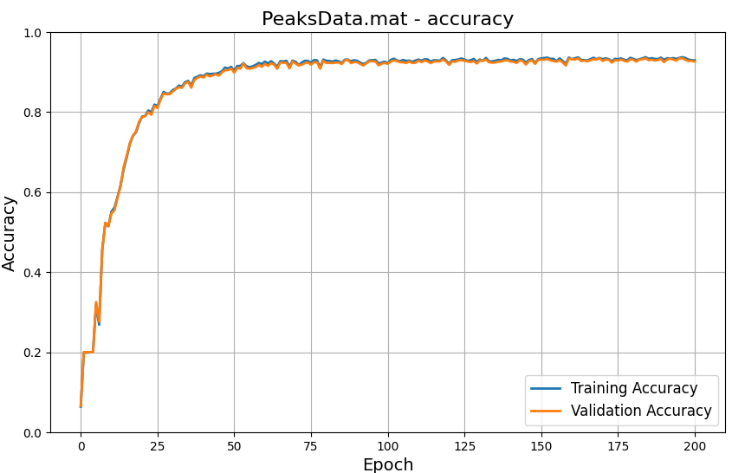 PeaksData.mat - accuracy
1.0
0.8
0.6
0.4
0.2
0.0
Accuracy
0 25 50 75 100 125 150 175 200
Epoch
Training Accuracy
Validation Accuracy